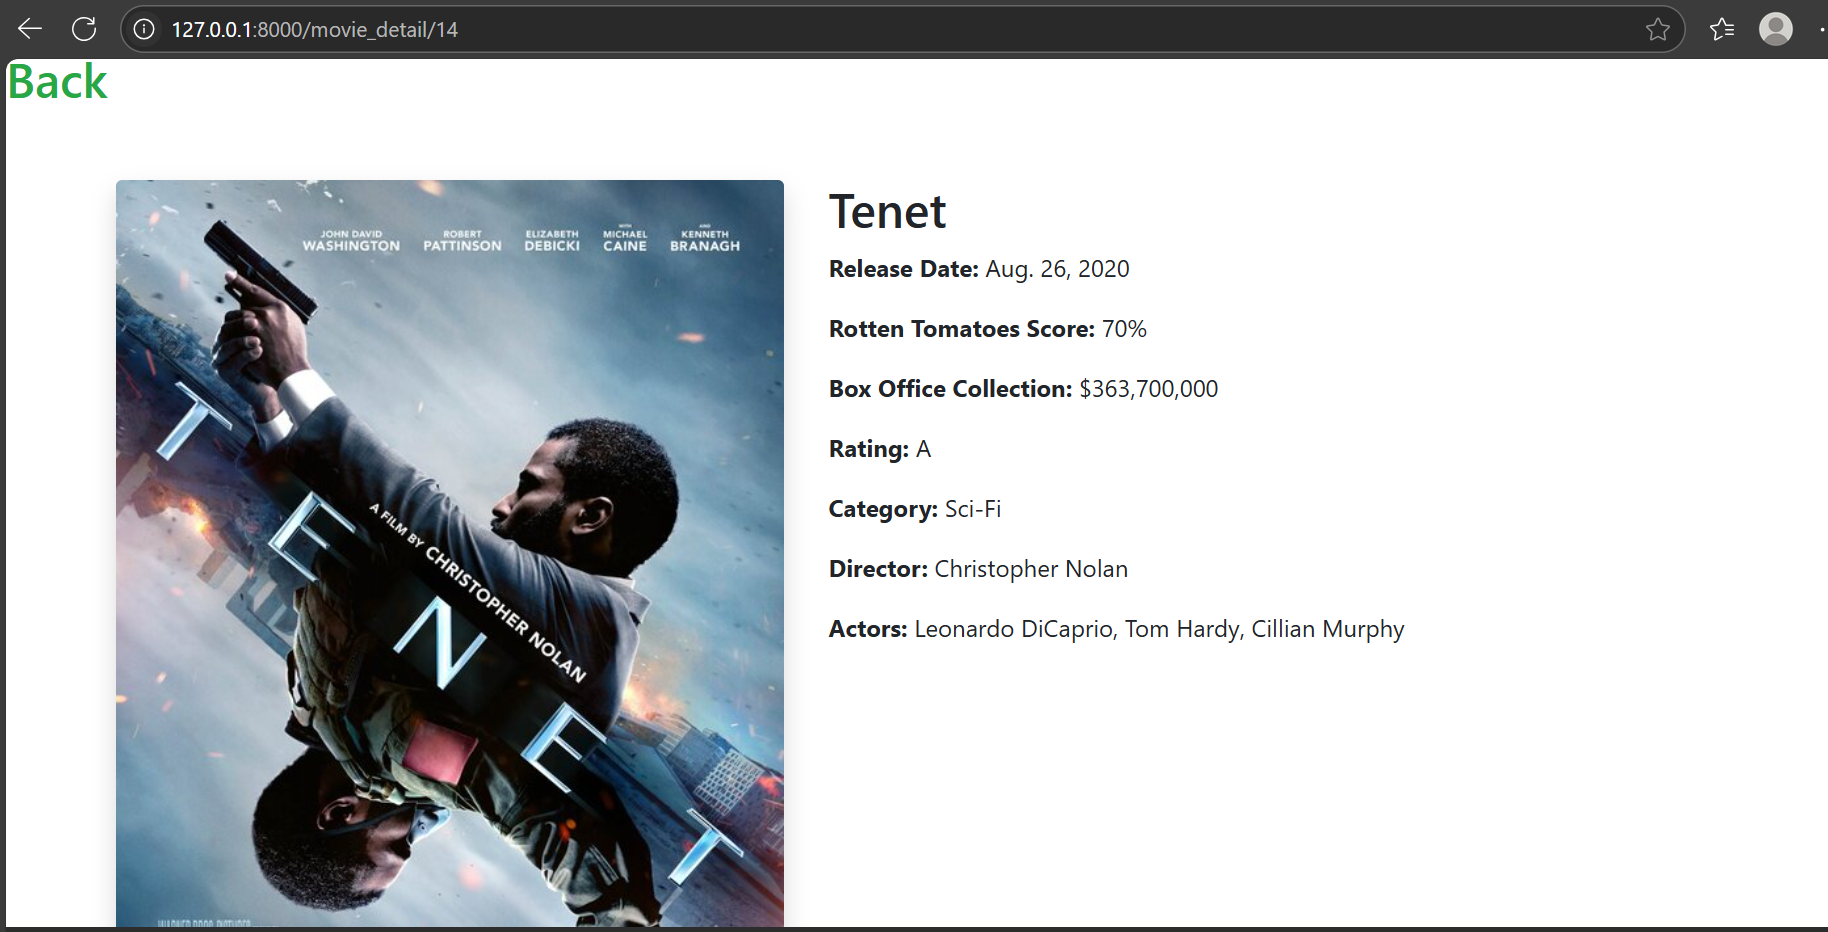 127.0.0.1:8000/movie_detail/14
Back
JOHN DAVID WASHINGTON ROBERT PATTINSON ELIZABETH DEBICKI WITH MICHAEL CAINE AND KENNETH BRANAGH
TENET
A FILM BY CHRISTOPHER NOLAN
Tenet
Release Date: Aug. 26, 2020
Rotten Tomatoes Score: 70%
Box Office Collection: $363,700,000
Rating: A
Category: Sci-Fi
Director: Christopher Nolan
Actors: Leonardo DiCaprio, Tom Hardy, Cillian Murphy